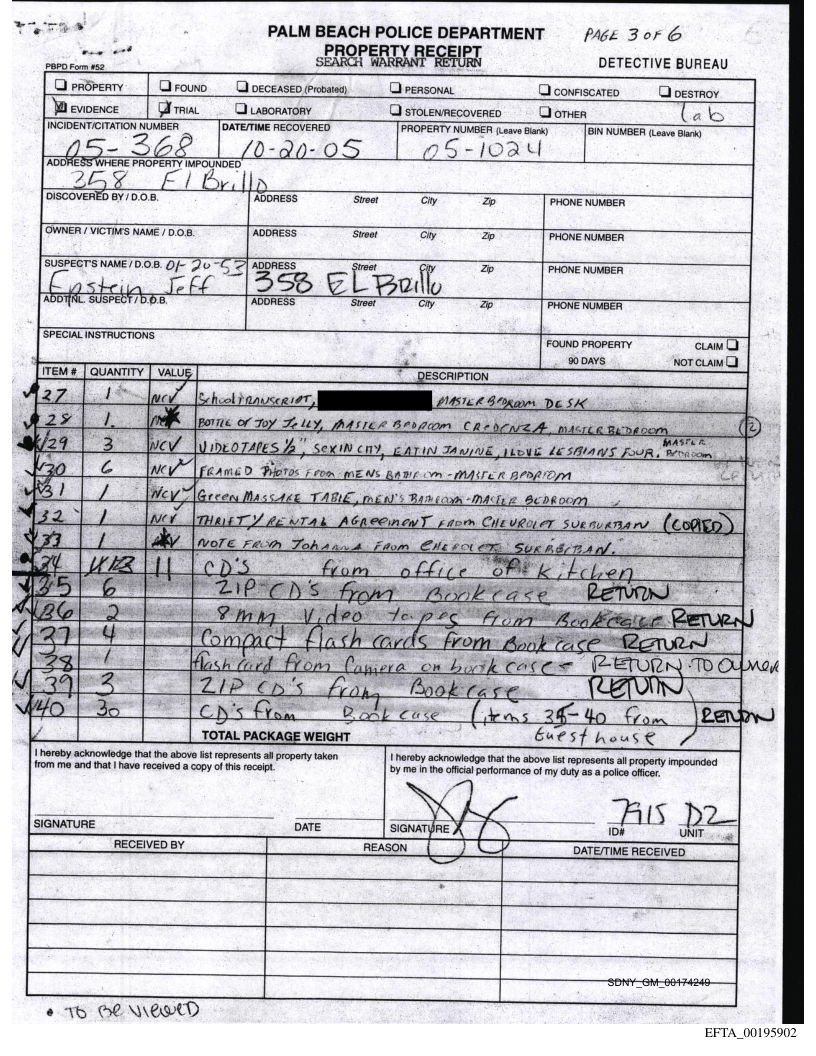 PALM BEACH POLICE DEPARTMENT PAGE 3 OF 6
PROPERTY RECEIPT
SEARCH WARRANT RETURN
PBPD Form #52
DETECTIVE BUREAU
PROPERTY FOUND DECEASED (Probated) PERSONAL CONFISCATED DESTROY
EVIDENCE TRIAL LABORATORY STOLEN/RECOVERED OTHER lab
INCIDENT/CITATION NUMBER DATE/TIME RECOVERED PROPERTY NUMBER (Leave Blank) BIN NUMBER (Leave Blank)
05-368 10-20-05 05-1024
ADDRESS WHERE PROPERTY IMPOUNDED
358 El Brillo
DISCOVERED BY / D.O.B. ADDRESS Street City Zip PHONE NUMBER
OWNER / VICTIM'S NAME / D.O.B. ADDRESS Street City Zip PHONE NUMBER
SUSPECT'S NAME / D.O.B. 01-20-53 ADDRESS Street City Zip PHONE NUMBER
Epstein Jeff 358 EL Brillo
ADDT'NL. SUSPECT / D.O.B. ADDRESS Street City Zip PHONE NUMBER
SPECIAL INSTRUCTIONS
FOUND PROPERTY CLAIM
90 DAYS NOT CLAIM
ITEM # QUANTITY VALUE DESCRIPTION
27 1 NCV School TRANSCRIPT, MASTER BEDROOM DESK
28 1 BOTTLE OF JOY JELLY, MASTER BEDROOM CREDENZA, MASTER BEDROOM (2)
29 3 NCV VIDEOTAPES 1/2", SEX IN CITY, EATIN JANINE, I LOVE LESBIANS FOUR, MASTER BEDROOM
30 6 NCV FRAMED PHOTOS FROM MENS BATHROOM - MASTER BEDROOM
31 1 NCV Green MASSAGE TABLE, MEN'S BATHROOM - MASTER BEDROOM
32 1 NCV THRIFTY RENTAL AGREEMENT FROM CHEVROLET SURBURTBAN (COPIED)
33 1 NOTE FROM JOHANNA FROM CHEVROLET SURBURTBAN.
34 11 CD'S from office of kitchen
35 6 ZIP CD'S from Bookcase RETURN
36 2 8mm Video tapes from Bookcase RETURN
37 4 Compact flash cards from Bookcase RETURN
38 1 flash card from Camera on book case - RETURN TO OWNER
39 3 ZIP CD's from Bookcase RETURN
40 30 CD's from Bookcase (items 35-40 from Guesthouse) RETURN
TOTAL PACKAGE WEIGHT
I hereby acknowledge that the above list represents all property taken
from me and that I have received a copy of this receipt.
I hereby acknowledge that the above list represents all property impounded
by me in the official performance of my duty as a police officer.
7915 D2
SIGNATURE DATE SIGNATURE ID# UNIT
RECEIVED BY REASON DATE/TIME RECEIVED
SDNY_GM_00174249
• TO BE VIEWED
EFTA_00195902